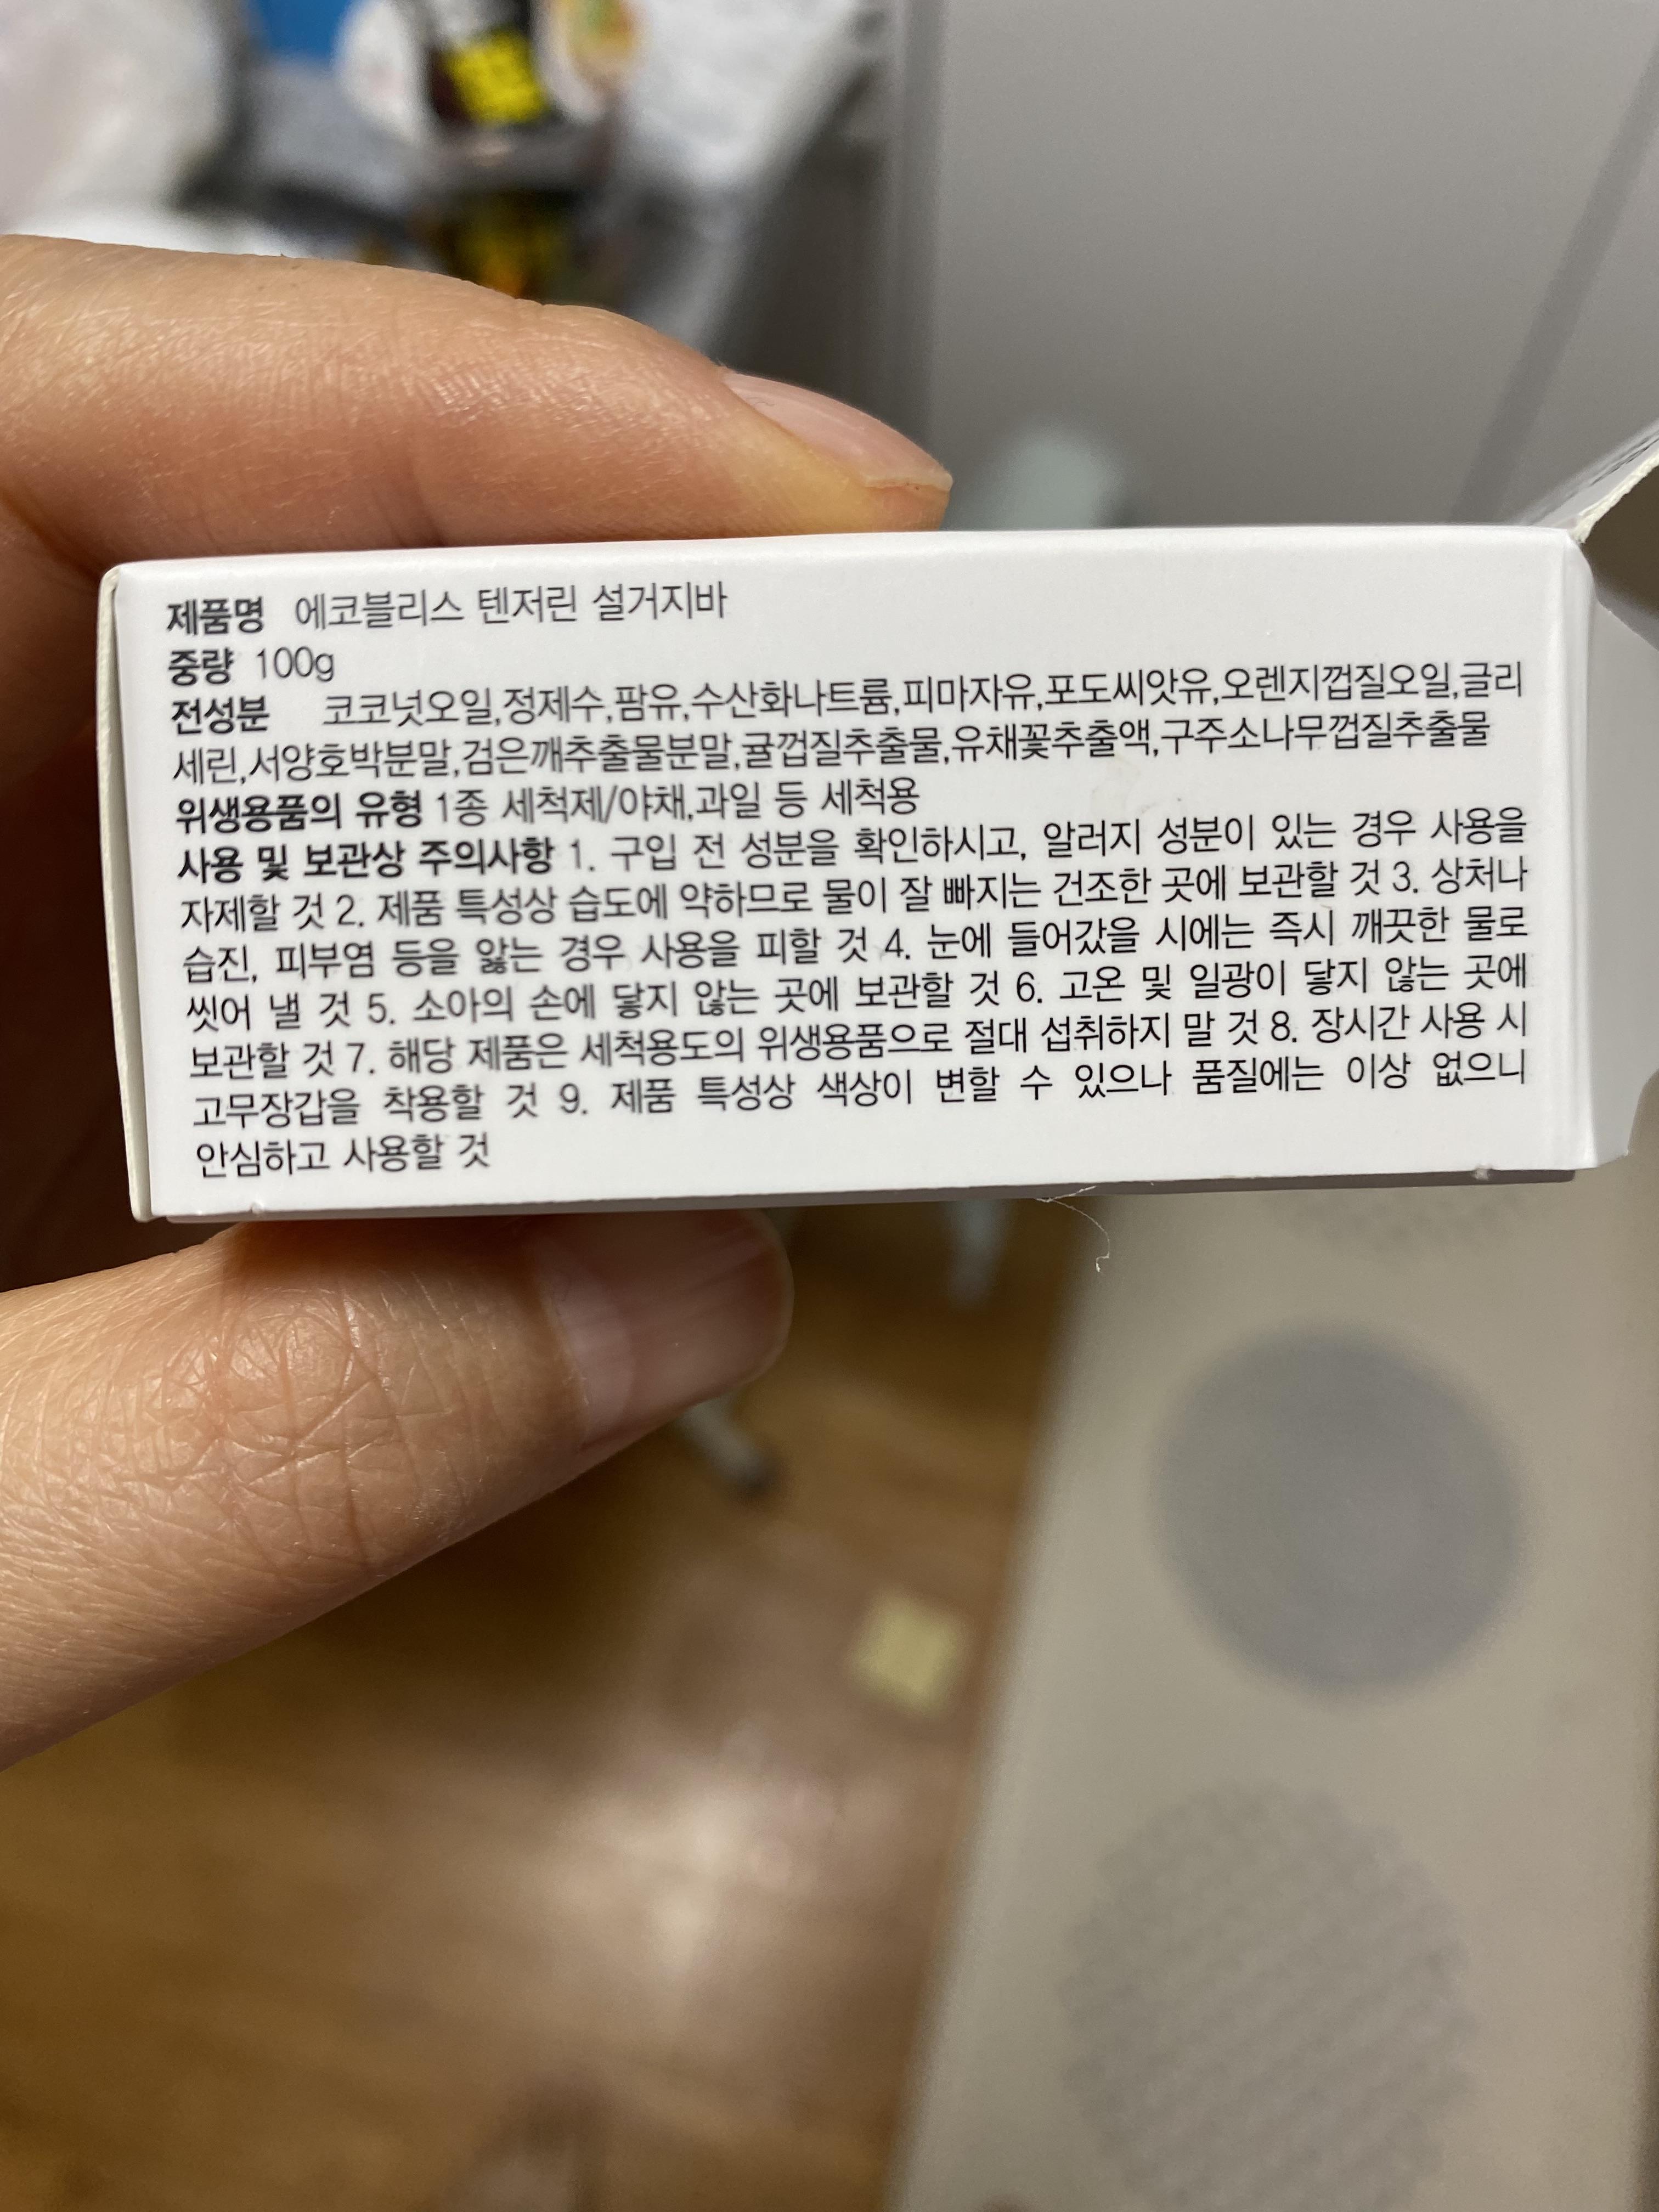 제품명 에코블리스 텐저린 설거지바
중량 100g
전성분 코코넛오일,정제수,팜유,수산화나트륨,피마자유,포도씨앗유,오렌지껍질오일,글리
세린,서양호박분말,검은깨추출물분말,귤껍질추출물,유채꽃추출액,구주소나무껍질추출물
위생용품의 유형 1종 세척제/야채,과일 등 세척용
사용 및 보관상 주의사항 1. 구입 전 성분을 확인하시고, 알러지 성분이 있는 경우 사용을
자제할 것 2. 제품 특성상 습도에 약하므로 물이 잘 빠지는 건조한 곳에 보관할 것 3. 상처나
습진, 피부염 등을 앓는 경우 사용을 피할 것 4. 눈에 들어갔을 시에는 즉시 깨끗한 물로
씻어 낼 것 5. 소아의 손에 닿지 않는 곳에 보관할 것 6. 고온 및 일광이 닿지 않는 곳에
보관할 것 7. 해당 제품은 세척용도의 위생용품으로 절대 섭취하지 말 것 8. 장시간 사용 시
고무장갑을 착용할 것 9. 제품 특성상 색상이 변할 수 있으나 품질에는 이상 없으니
안심하고 사용할 것